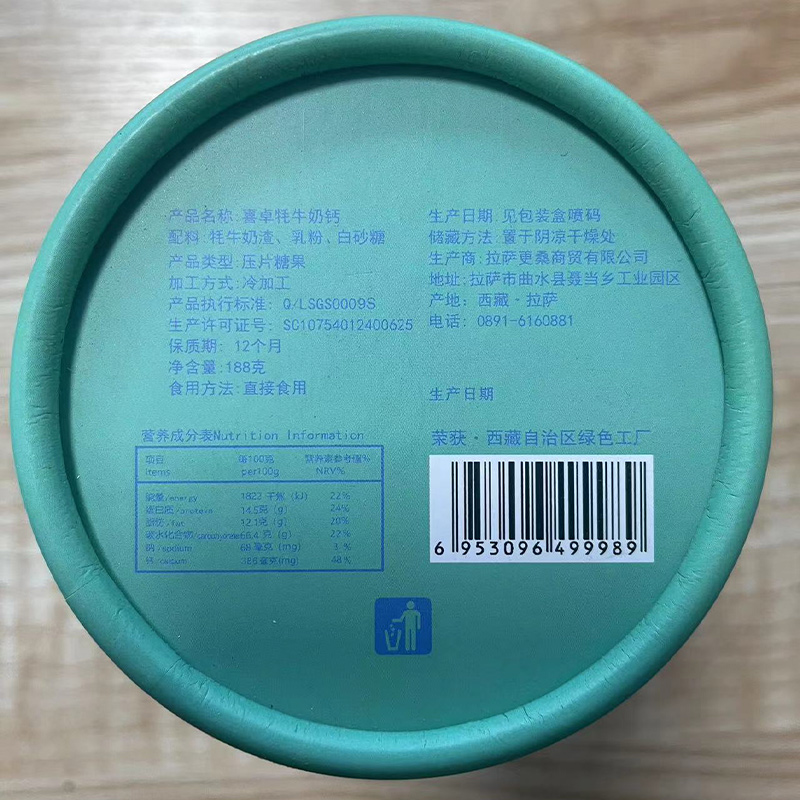 产品名称:喜卓牦牛奶钙
配料:牦牛奶渣、乳粉、白砂糖
产品类型:压片糖果
加工方式:冷加工
产品执行标准: Q/LSGS0009S
生产许可证号: SC10754012400625
保质期: 12个月
净含量:188克
食用方法:直接食用
生产日期:见包装盒喷码
储藏方法:置于阴凉干燥处
生产商:拉萨更桑商贸有限公司
地址:拉萨市曲水县聂当乡工业园区
产地: 西藏·拉萨
电话: 0891-6160881
生产日期
营养成分表Nutrition Information
项目 每100克 营养素参考值%
Items per100g NRV%
能量/energy 1822 千焦 (kJ) 22%
蛋白质/protein 14.5克 (g) 24%
脂肪/fat 12.1克 (g) 20%
碳水化合物/carbohydrate 66.4 克 (g) 22%
钠/sodium 68 毫克 (mg) 3 %
钙/calcium 毫克(mg) 48 %
荣获·西藏自治区绿色工厂
6 953096 499989